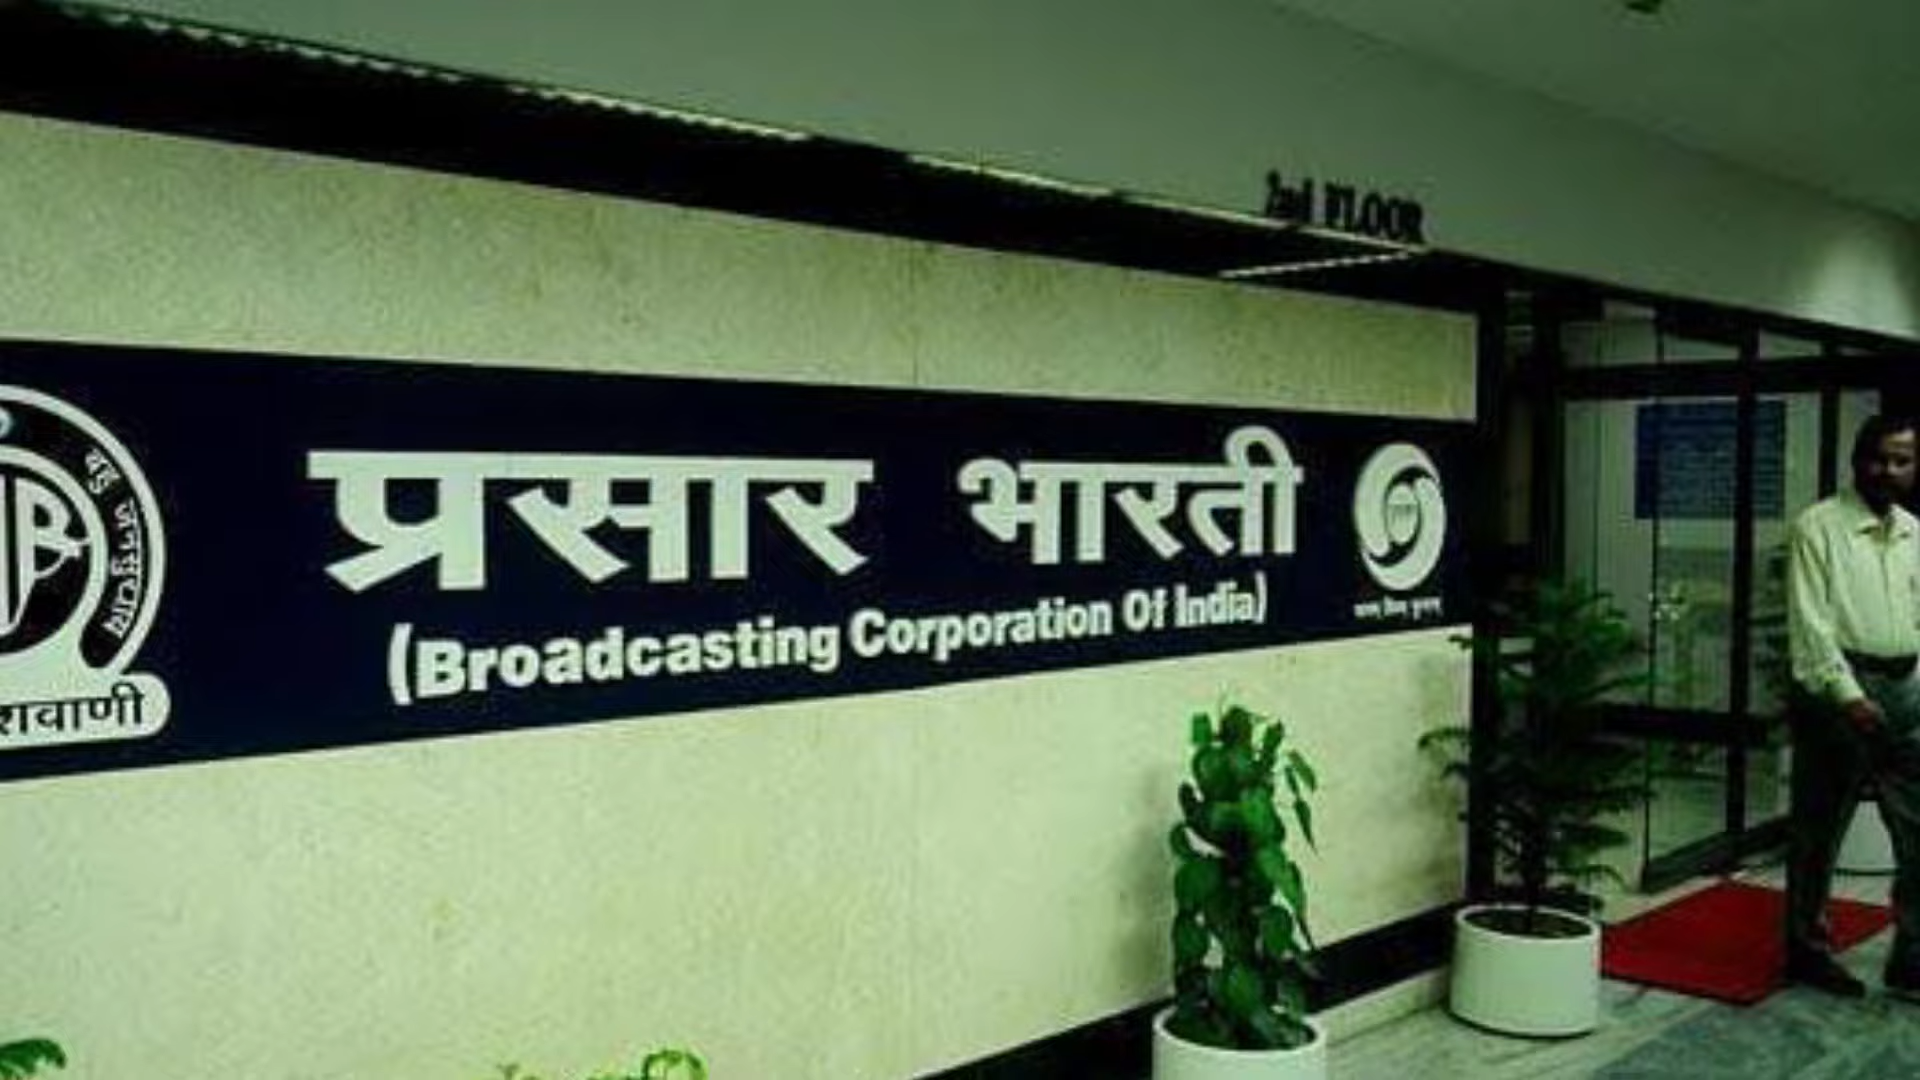 2nd FLOOR
प्रसार भारती
(Broadcasting Corporation Of India)